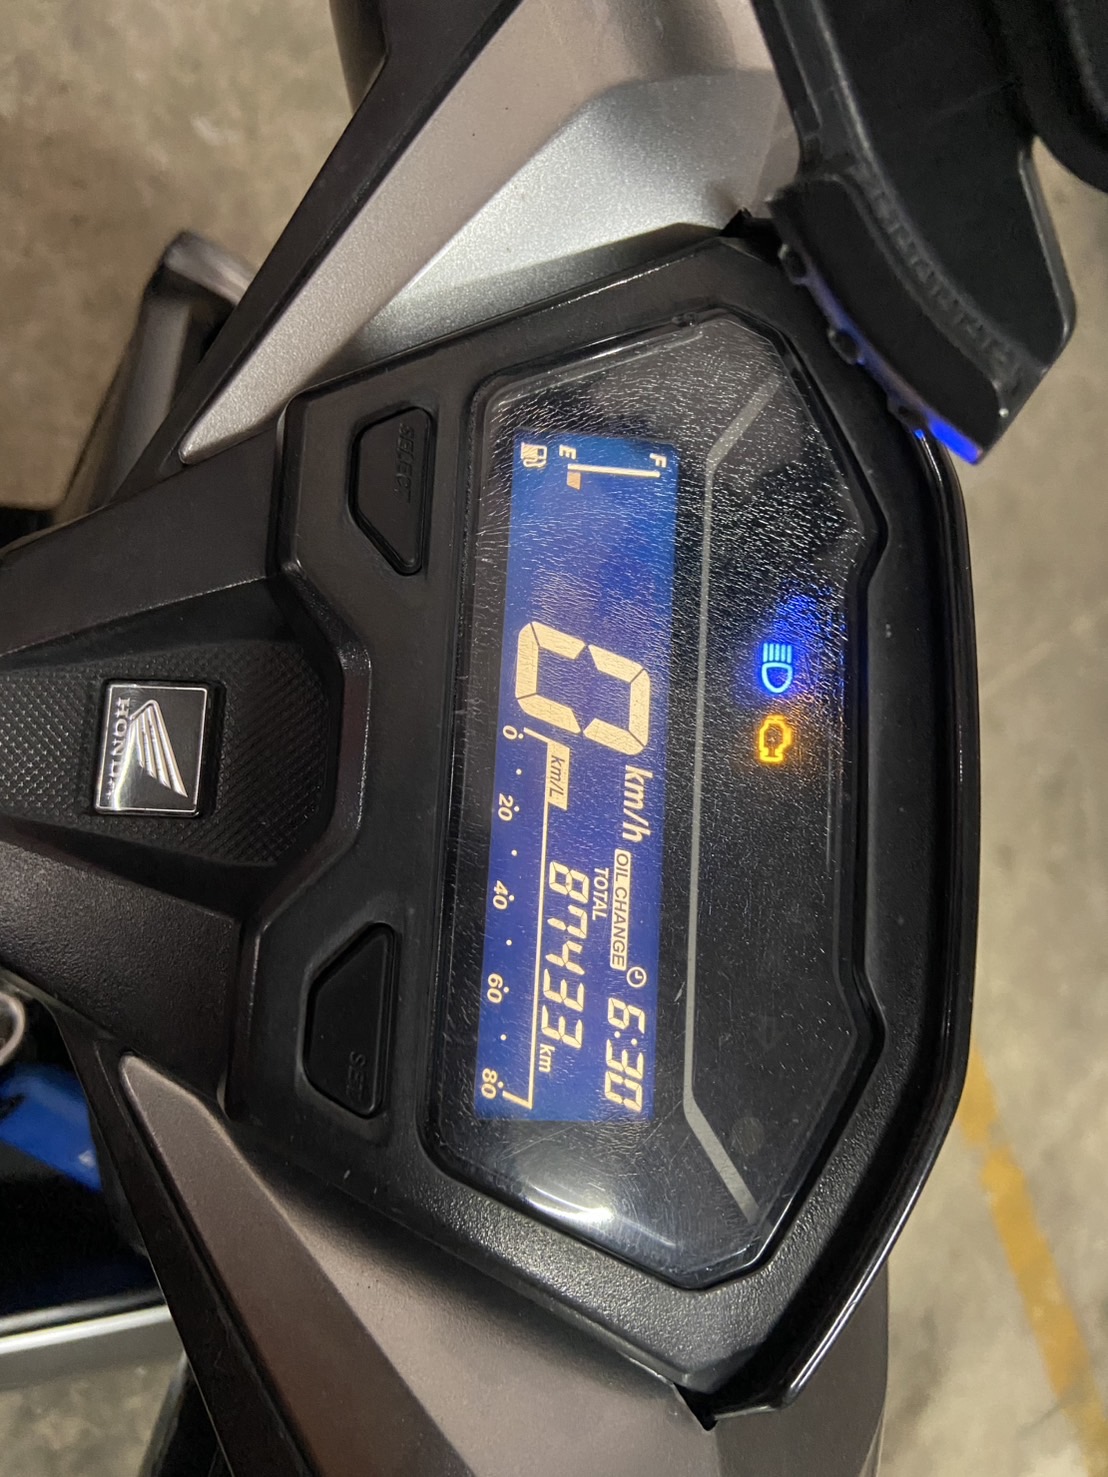 SELECT
F
E
0 km/h
OIL CHANGE
6:30
TOTAL
87433 km
km/L
0 20 40 60 80
SET
HONDA